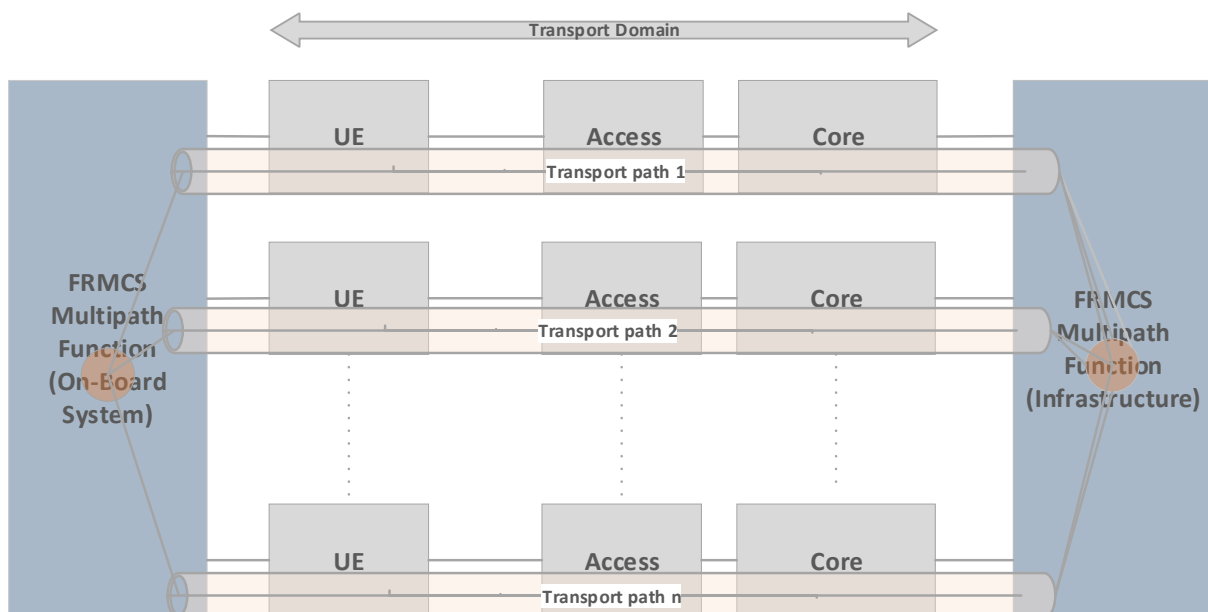 Transport Domain
UE
Access
Core
Transport path 1
UE
Access
Core
Transport path 2
FRMCS
Multipath
Function
(On-Board
System)
FRMCS
Multipath
Function
(Infrastructure)
UE
Access
Core
Transport path n